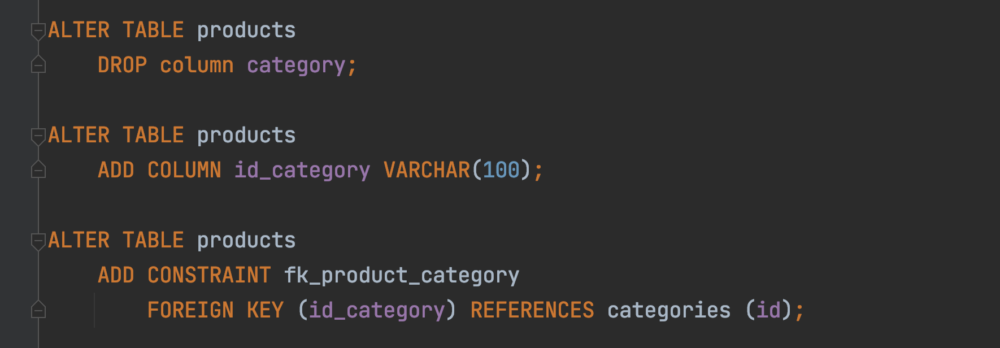 ALTER TABLE products
    DROP column category;

ALTER TABLE products
    ADD COLUMN id_category VARCHAR(100);

ALTER TABLE products
    ADD CONSTRAINT fk_product_category
        FOREIGN KEY (id_category) REFERENCES categories (id);